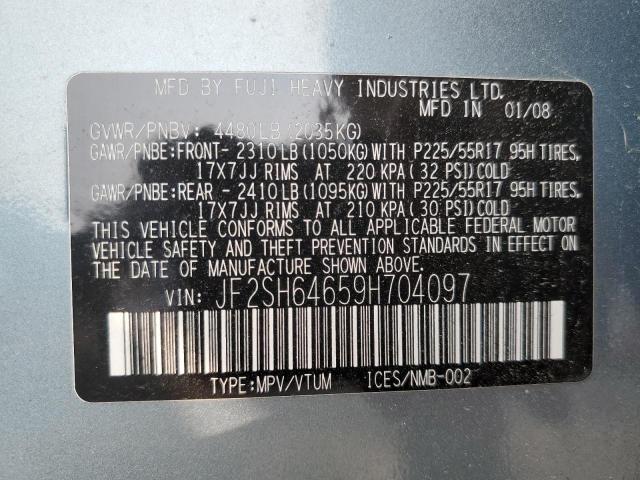 MFD BY FUJI HEAVY INDUSTRIES LTD.
MFD IN 01/08
GVWR/PNBV: 4480LB(2035KG)
GAWR/PNBE:FRONT- 2310LB(1050KG)WITH P225/55R17 95H TIRES,
17X7JJ RIMS AT 220 KPA(32 PSI)COLD
GAWR/PNBE:REAR - 2410LB(1095KG)WITH P225/55R17 95H TIRES,
17X7JJ RIMS AT 210 KPA(30 PSI)COLD
THIS VEHICLE CONFORMS TO ALL APPLICABLE FEDERAL MOTOR
VEHICLE SAFETY AND THEFT PREVENTION STANDARDS IN EFFECT ON
THE DATE OF MANUFACTURE SHOWN ABOVE.
VIN: JF2SH64659H704097
TYPE:MPV/VTUM ICES/NMB-002